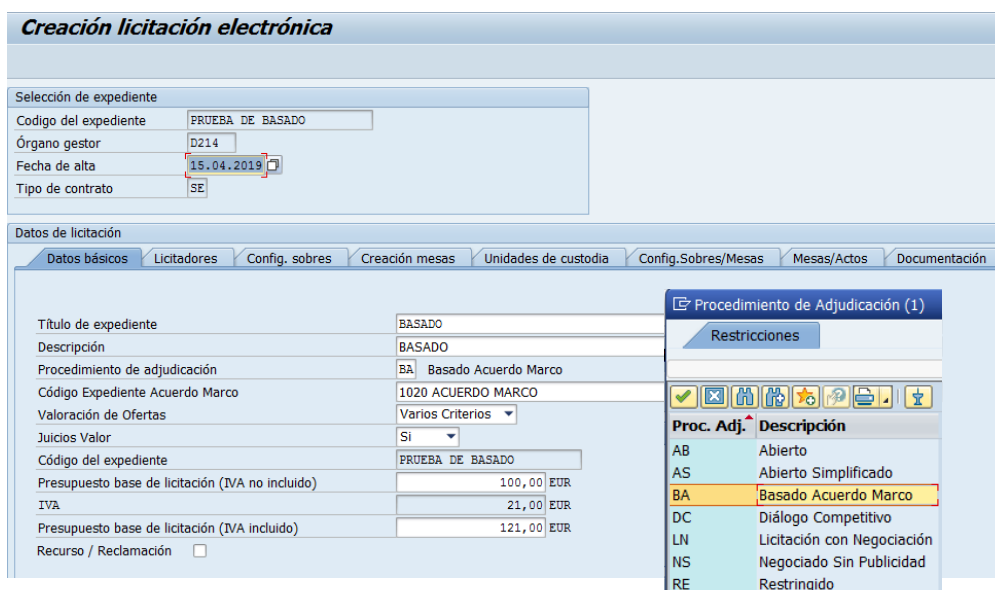 Creación licitación electrónica
Selección de expediente
Codigo del expediente PRUEBA DE BASADO
Órgano gestor D214
Fecha de alta 15.04.2019
Tipo de contrato SE
Datos de licitación
Datos básicos Licitadores Config. sobres Creación mesas Unidades de custodia Config.Sobres/Mesas Mesas/Actos Documentación
Título de expediente BASADO
Descripción BASADO
Procedimiento de adjudicación BA Basado Acuerdo Marco
Código Expediente Acuerdo Marco 1020 ACUERDO MARCO
Valoración de Ofertas Varios Criterios
Juicios Valor Si
Código del expediente PRUEBA DE BASADO
Presupuesto base de licitación (IVA no incluido) 100,00 EUR
IVA 21,00 EUR
Presupuesto base de licitación (IVA incluido) 121,00 EUR
Recurso / Reclamación
Procedimiento de Adjudicación (1)
Restricciones
Proc. Adj. Descripción
AB Abierto
AS Abierto Simplificado
BA Basado Acuerdo Marco
DC Diálogo Competitivo
LN Licitación con Negociación
NS Negociado Sin Publicidad
RE Restringido